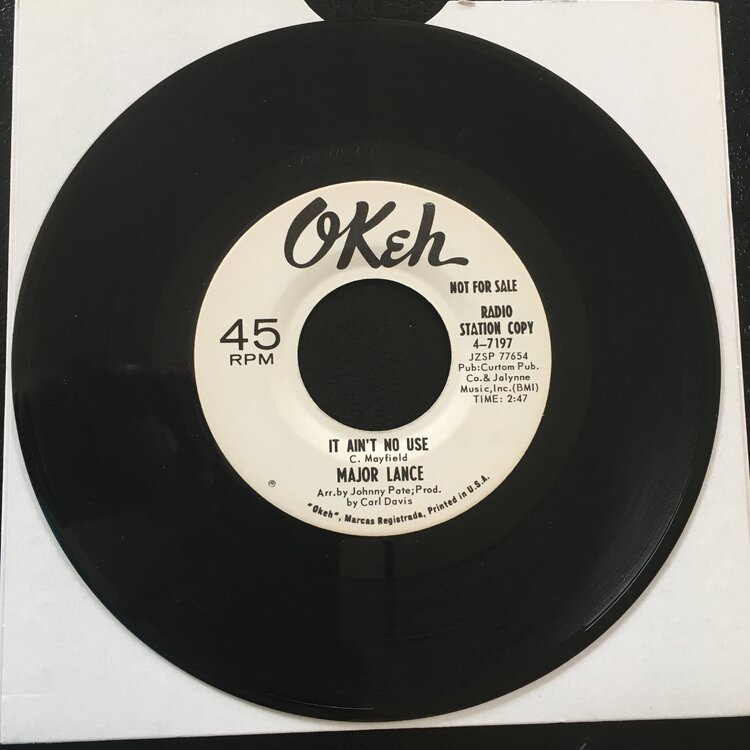 OKeh
NOT FOR SALE
45
RPM
RADIO
STATION COPY
4–7197
JZSP 77654
Pub: Curtom Pub.
Co. & Jalynne
Music, Inc. (BMI)
TIME: 2:47
IT AIN'T NO USE
C. Mayfield
MAJOR LANCE
Arr. by Johnny Pate; Prod.
by Carl Davis
"Okeh", Marcas Registrada, Printed in U.S.A.